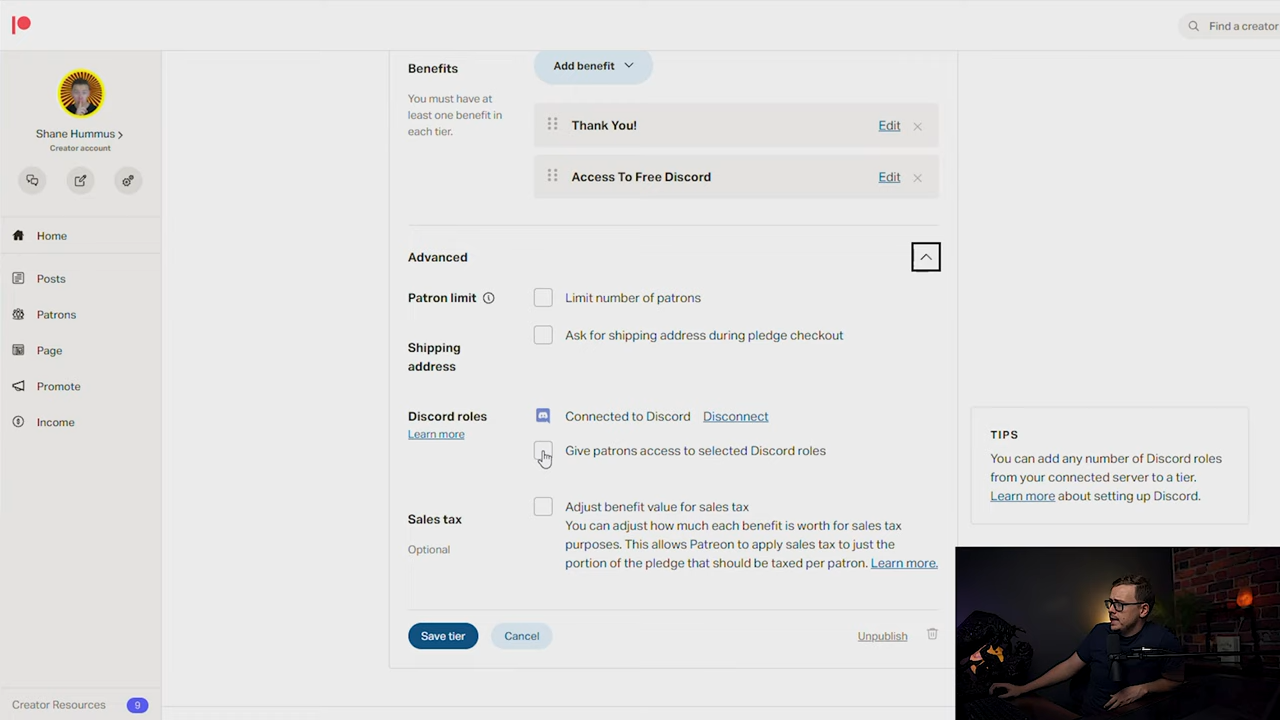 Find a creator
Shane Hummus
Creator account
Home
Posts
Patrons
Page
Promote
Income
Creator Resources
9
Benefits
You must have at
least one benefit in
each tier.
Add benefit
Thank You!
Edit
Access To Free Discord
Edit
Advanced
Patron limit
Limit number of patrons
Shipping
address
Ask for shipping address during pledge checkout
Discord roles
Learn more
Connected to Discord Disconnect
Give patrons access to selected Discord roles
Sales tax
Optional
Adjust benefit value for sales tax
You can adjust how much each benefit is worth for sales tax
purposes. This allows Patreon to apply sales tax to just the
portion of the pledge that should be taxed per patron. Learn more.
Save tier
Cancel
Unpublish
TIPS
You can add any number of Discord roles
from your connected server to a tier.
Learn more about setting up Discord.